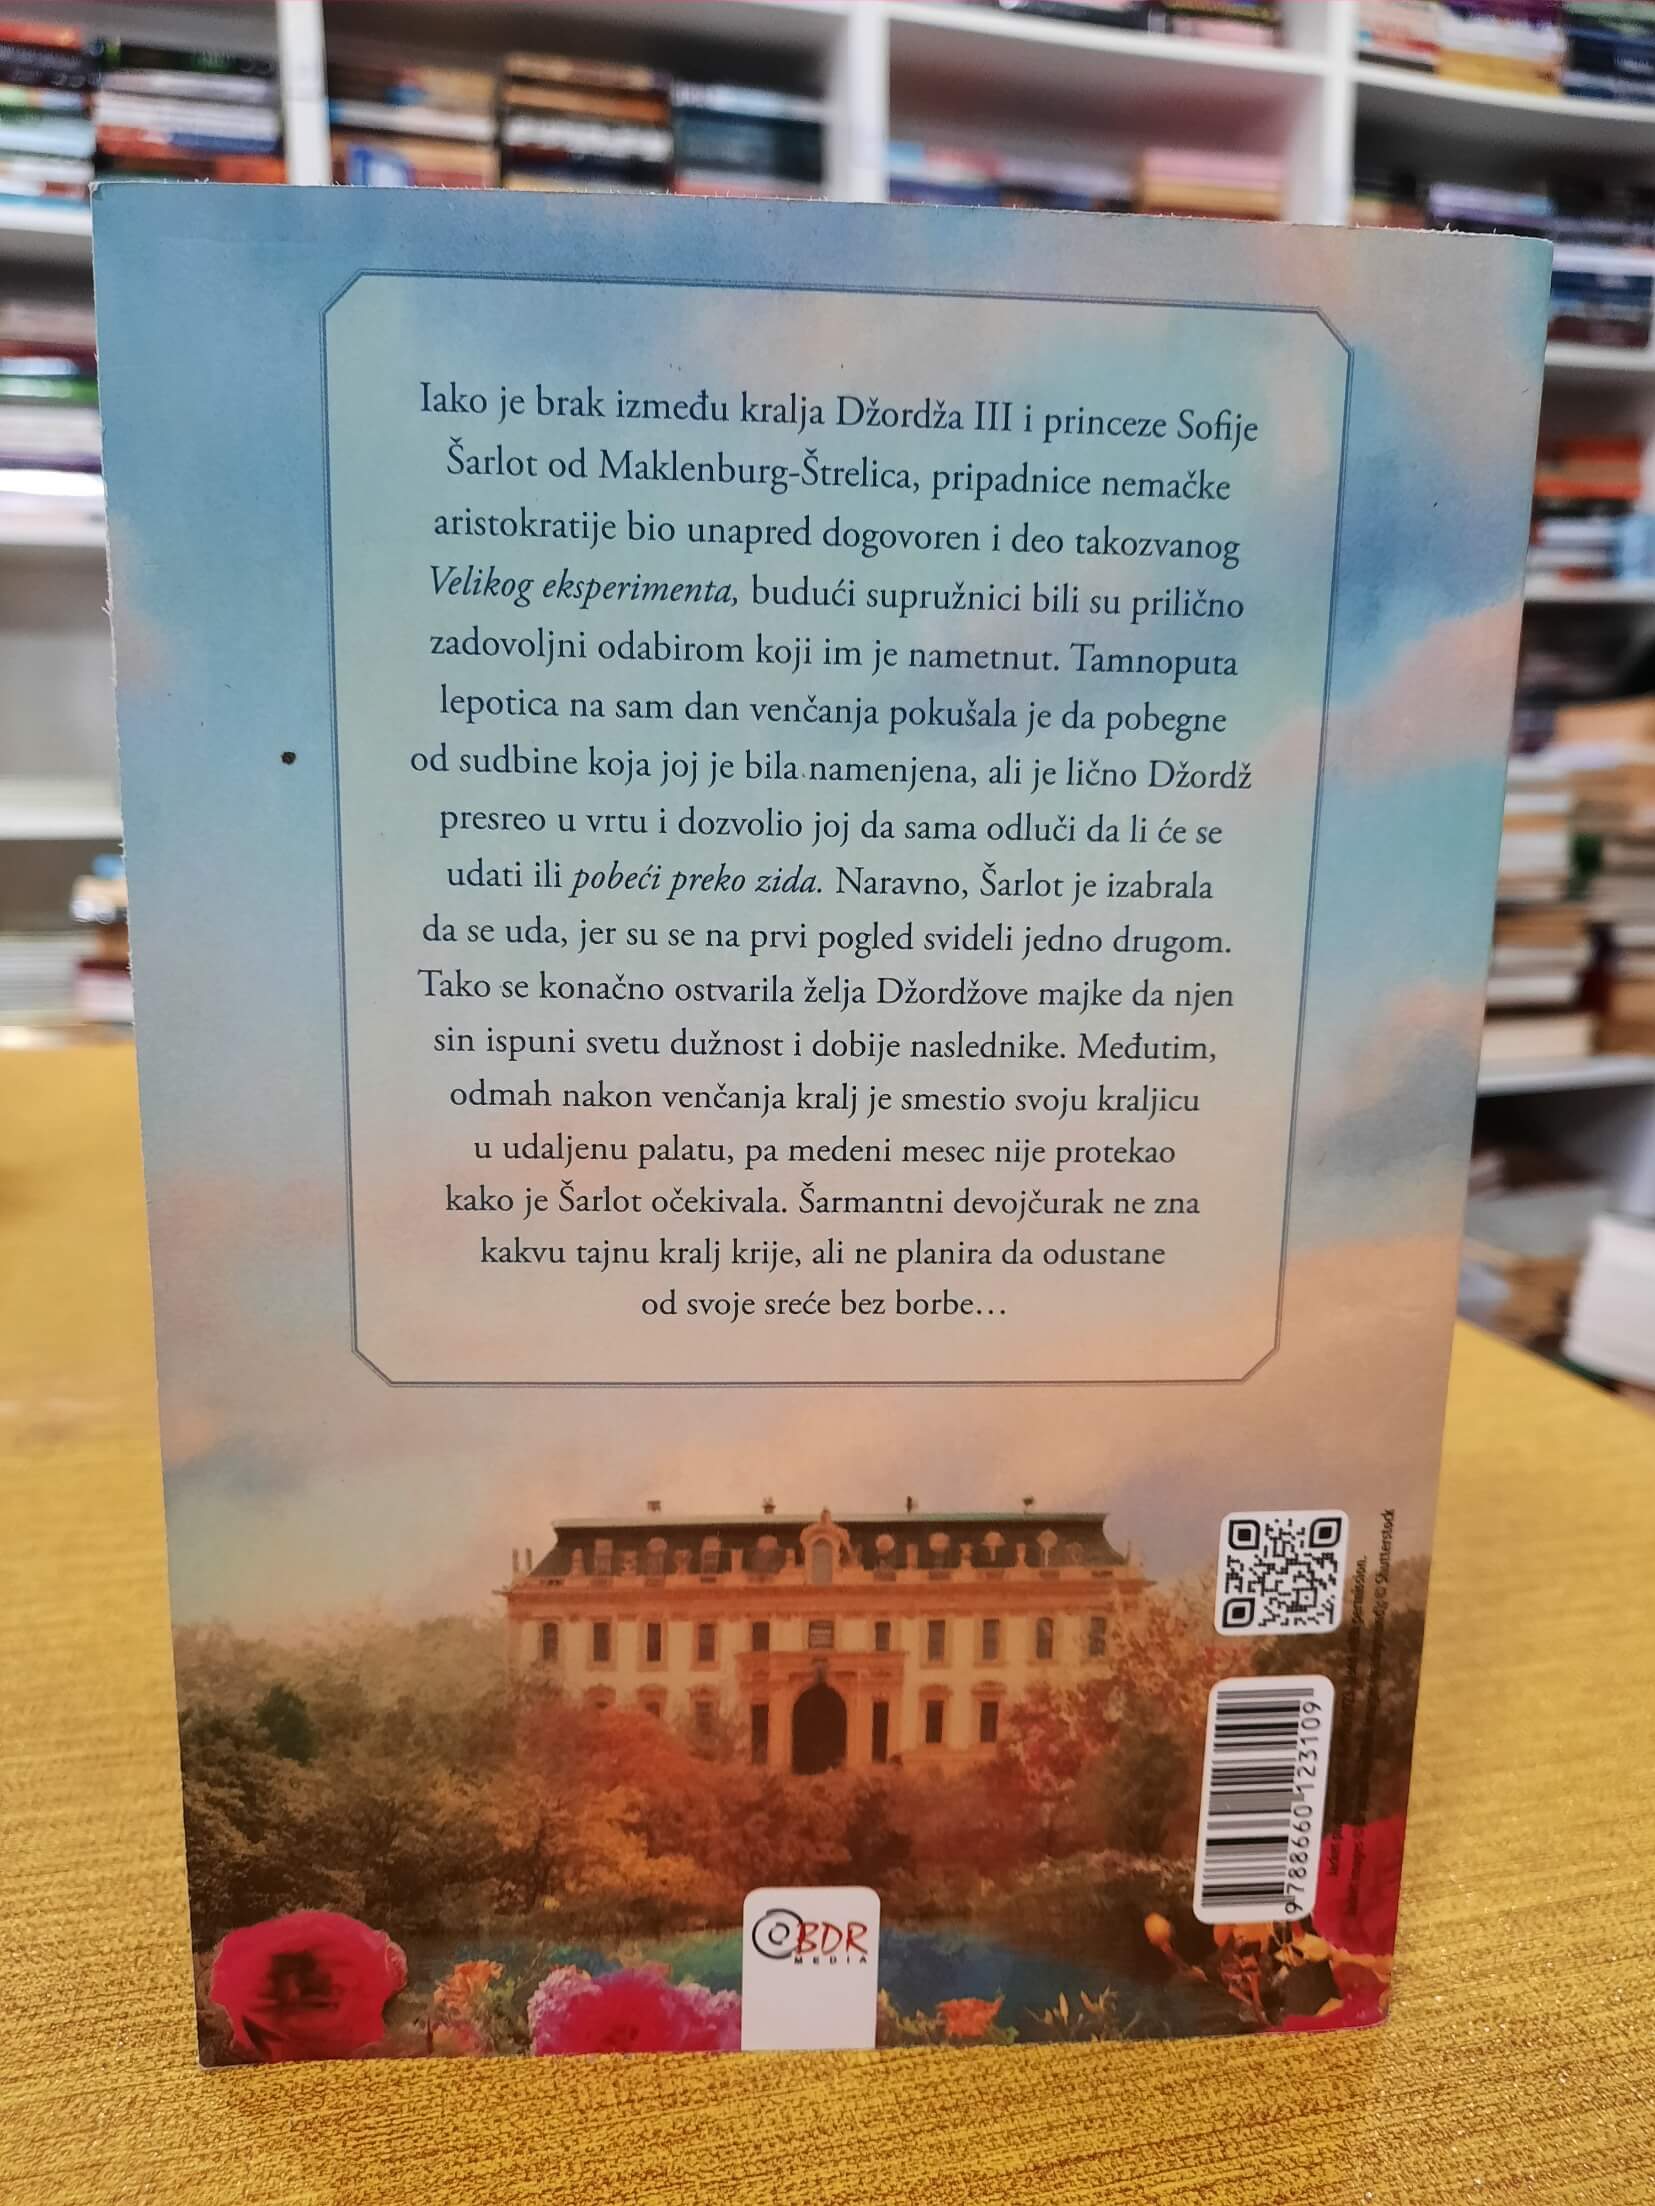 Iako je brak između kralja Džordža III i princeze Sofije
Šarlot od Maklenburg-Štrelica, pripadnice nemačke
aristokratije bio unapred dogovoren i deo takozvanog
Velikog eksperimenta, budući supružnici bili su prilično
zadovoljni odabirom koji im je nametnut. Tamnoputa
lepotica na sam dan venčanja pokušala je da pobegne
od sudbine koja joj je bila namenjena, ali je lično Džordž
presreo u vrtu i dozvolio joj da sama odluči da li će se
udati ili pobeći preko zida. Naravno, Šarlot je izabrala
da se uda, jer su se na prvi pogled svideli jedno drugom.
Tako se konačno ostvarila želja Džordžove majke da njen
sin ispuni svetu dužnost i dobije naslednike. Međutim,
odmah nakon venčanja kralj je smestio svoju kraljicu
u udaljenu palatu, pa medeni mesec nije protekao
kako je Šarlot očekivala. Šarmantni devojčurak ne zna
kakvu tajnu kralj krije, ali ne planira da odustane
od svoje sreće bez borbe...
permission.
© Shutterstock
9788660123109
BDR
MEDIA